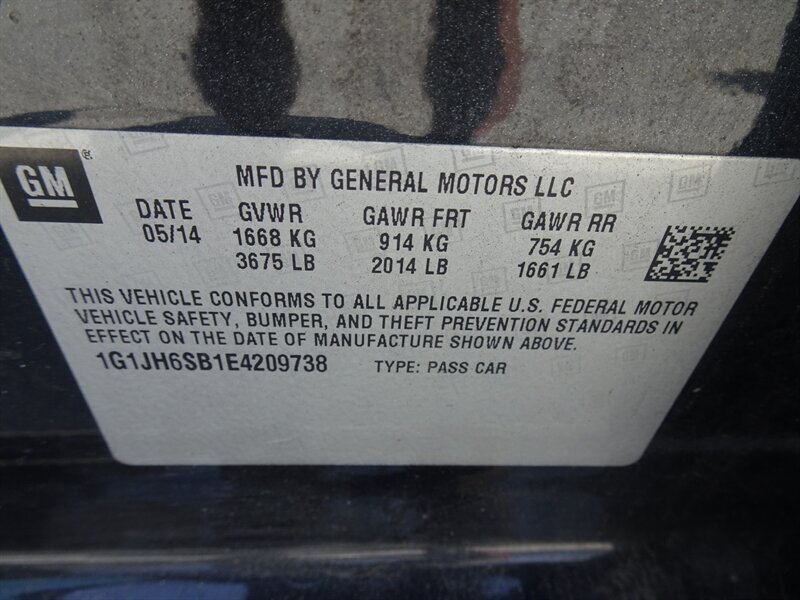 GM®
MFD BY GENERAL MOTORS LLC
DATE GVWR GAWR FRT GAWR RR
05/14 1668 KG 914 KG 754 KG
3675 LB 2014 LB 1661 LB
THIS VEHICLE CONFORMS TO ALL APPLICABLE U.S. FEDERAL MOTOR
VEHICLE SAFETY, BUMPER, AND THEFT PREVENTION STANDARDS IN
EFFECT ON THE DATE OF MANUFACTURE SHOWN ABOVE.
1G1JH6SB1E4209738 TYPE: PASS CAR